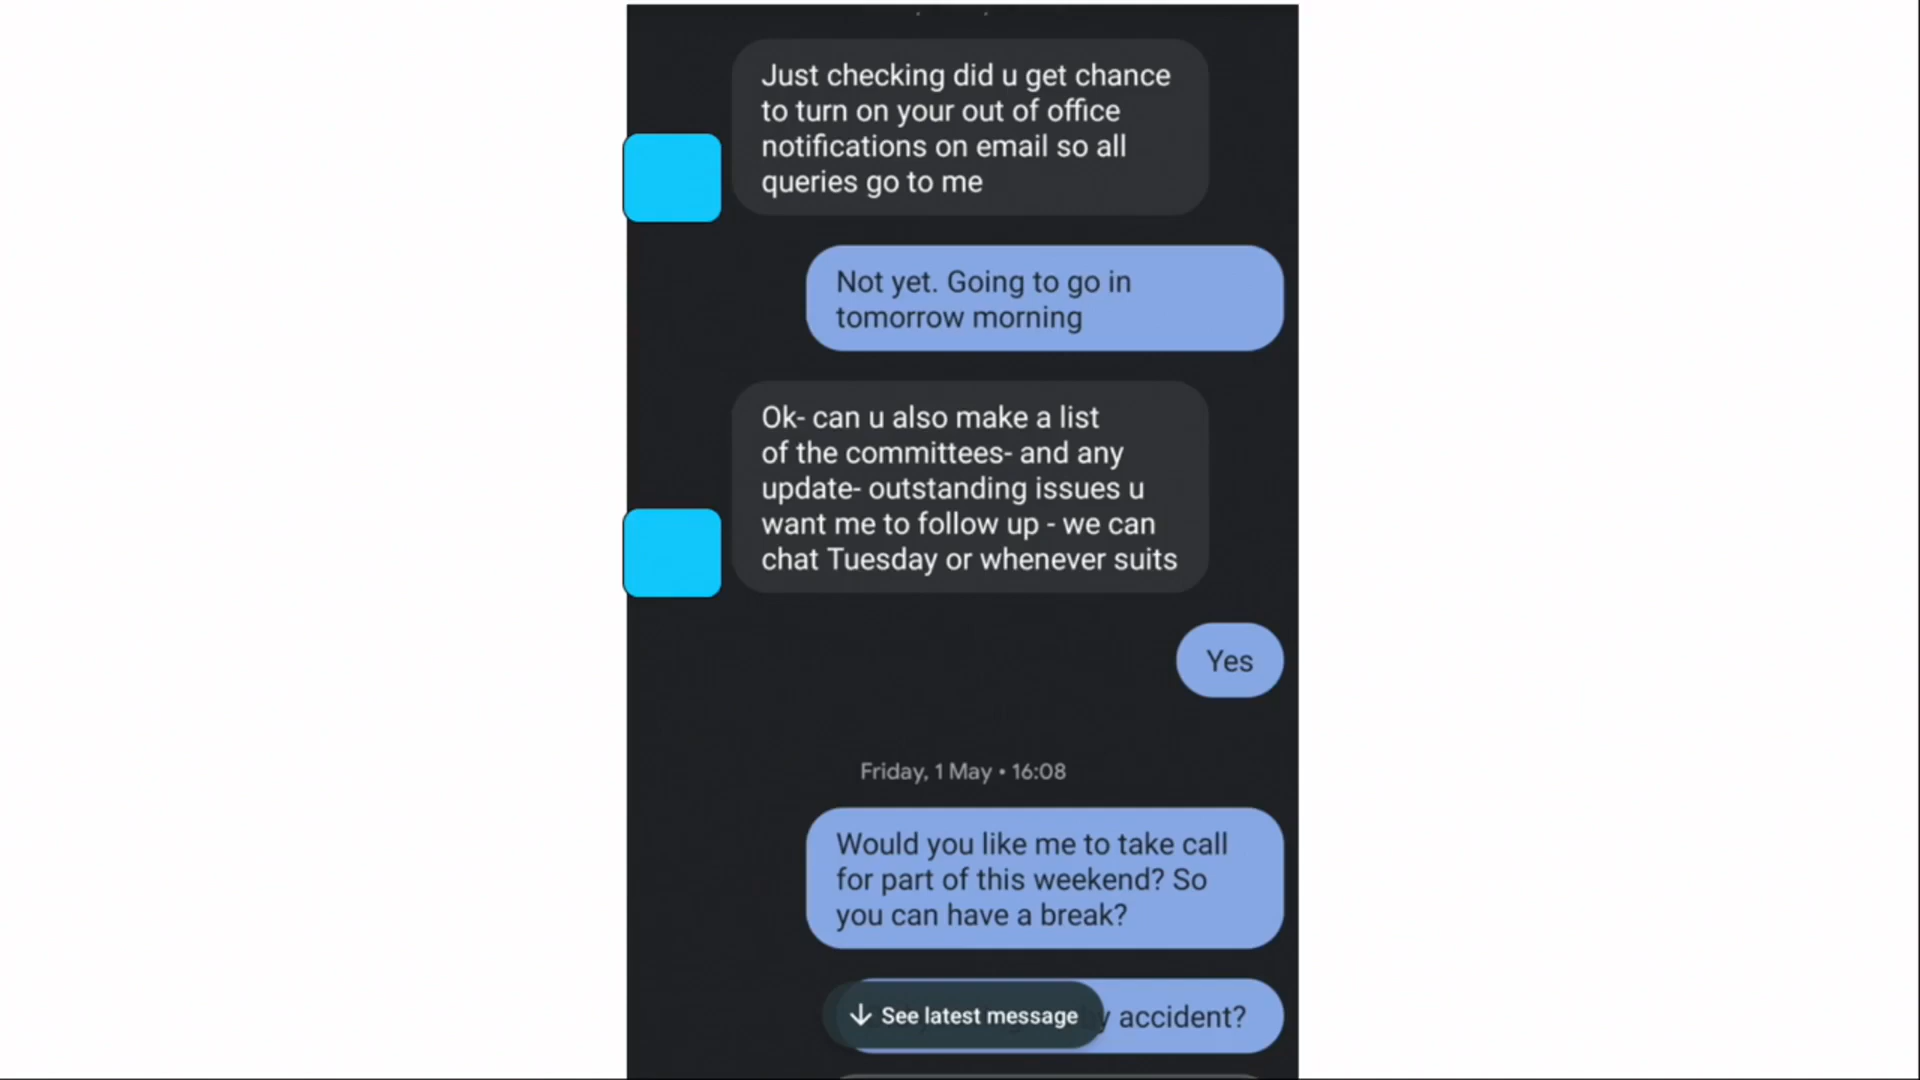 Just checking did u get chance
to turn on your out of office
notifications on email so all
queries go to me
Not yet. Going to go in
tomorrow morning
Ok- can u also make a list
of the committees- and any
update- outstanding issues u
want me to follow up - we can
chat Tuesday or whenever suits
Yes
Friday, 1 May • 16:08
Would you like me to take call
for part of this weekend? So
you can have a break?
See latest message
accident?